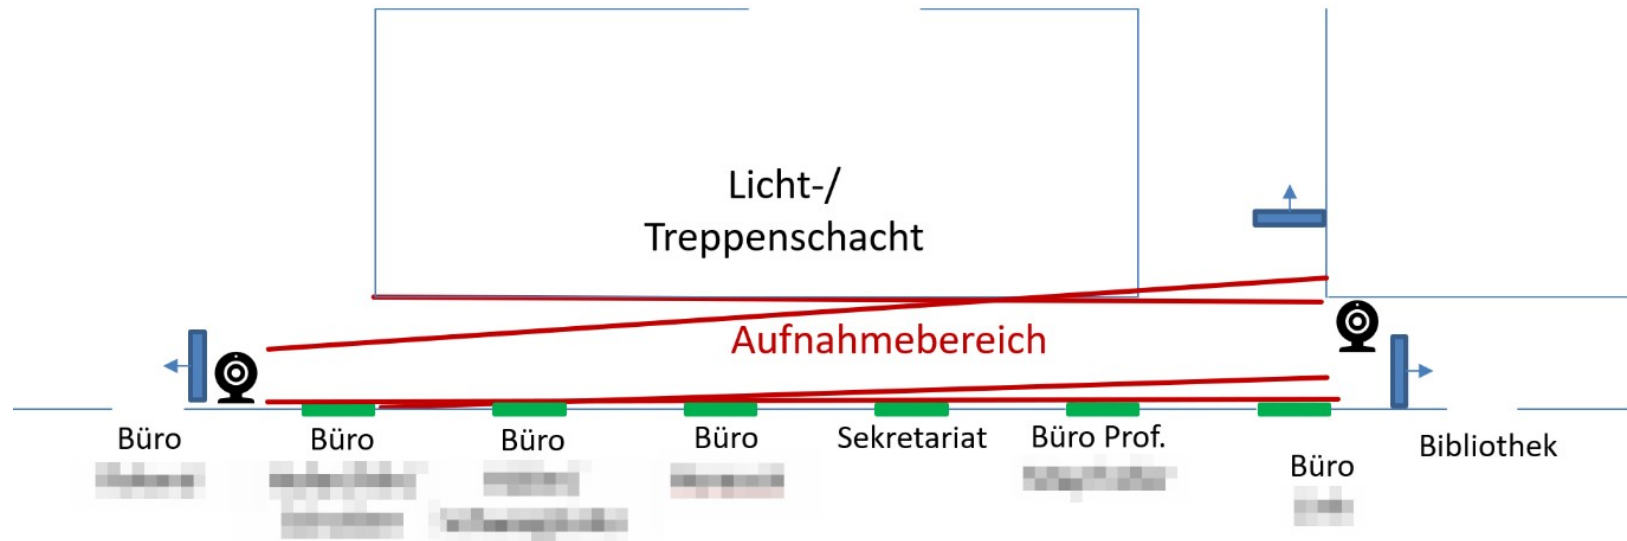 Licht-/
Treppenschacht
Aufnahmebereich
Büro
Büro
Büro
Büro
Sekretariat
Büro Prof.
Büro
Bibliothek